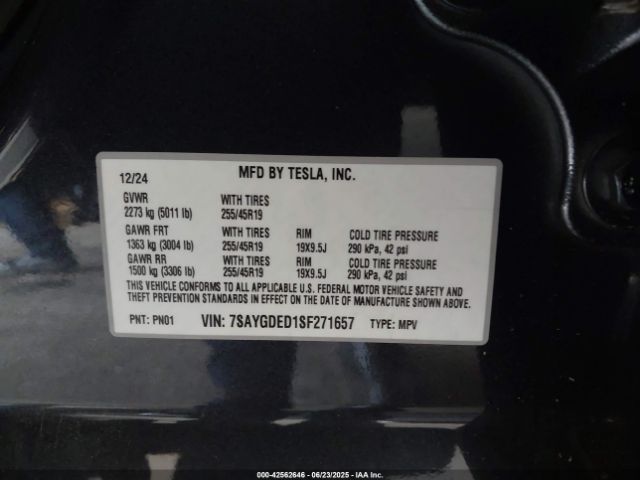 12/24 MFD BY TESLA, INC.
GVWR WITH TIRES
2273 kg (5011 lb) 255/45R19
GAWR FRT WITH TIRES RIM COLD TIRE PRESSURE
1363 kg (3004 lb) 255/45R19 19X9.5J 290 kPa, 42 psi
GAWR RR WITH TIRES RIM COLD TIRE PRESSURE
1500 kg (3306 lb) 255/45R19 19X9.5J 290 kPa, 42 psi
THIS VEHICLE CONFORMS TO ALL APPLICABLE U.S. FEDERAL MOTOR VEHICLE SAFETY AND
THEFT PREVENTION STANDARDS IN EFFECT ON THE DATE OF MANUFACTURE SHOWN ABOVE.
PNT: PN01 VIN: 7SAYGDED1SF271657 TYPE: MPV
000-42562646 - 06/23/2025 - IAA Inc.